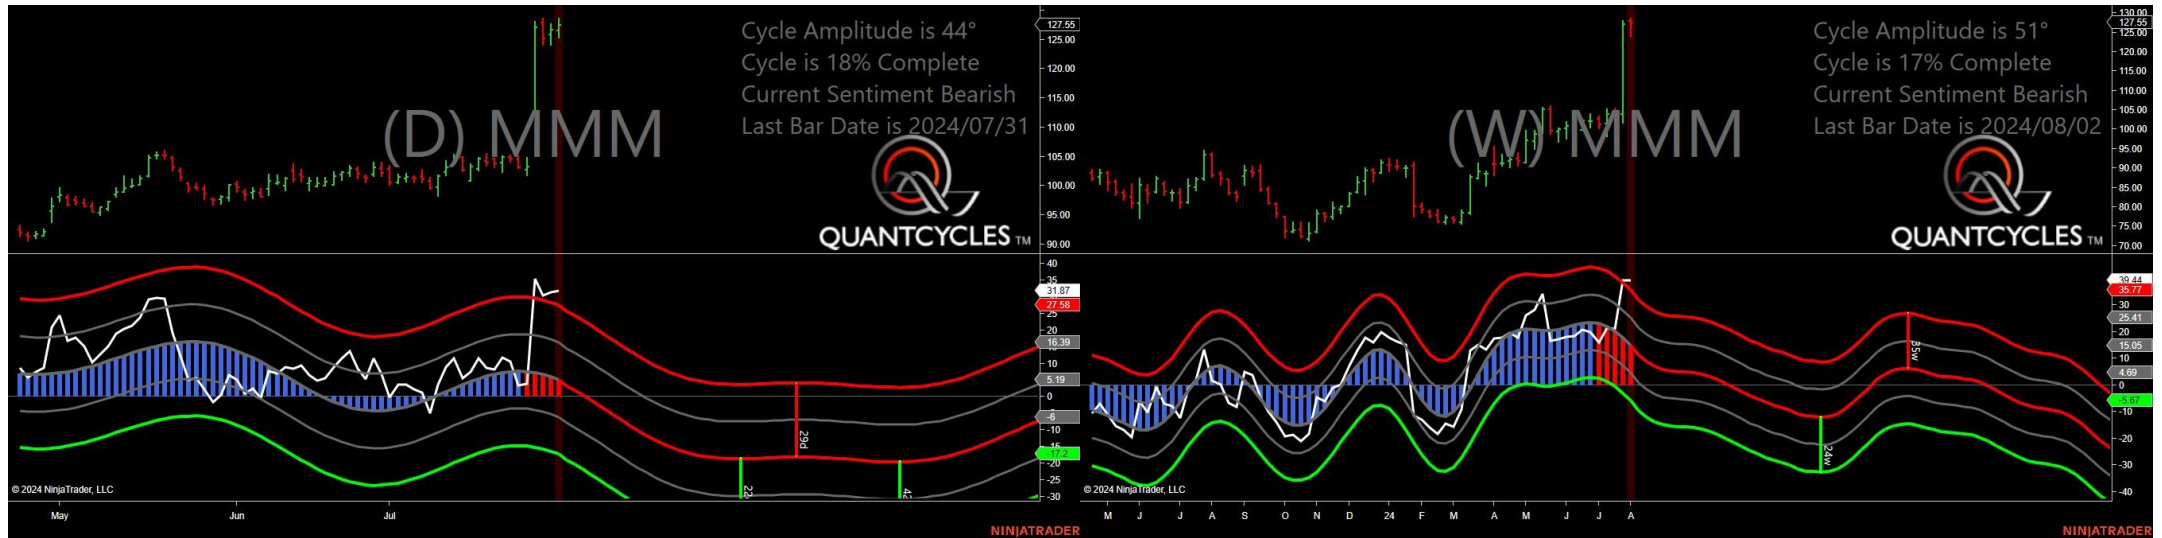 Cycle Amplitude is 44°
Cycle is 18% Complete
Current Sentiment Bearish
Last Bar Date is 2024/07/31
(D) MMM
QUANTCYCLES TM
127.55
125.00
120.00
115.00
110.00
105.00
100.00
95.00
90.00
40
35
31.87
27.58
25
20
16.39
10
5.19
0
-6
-10
-17.2
-20
-25
-30
29d
22
42
© 2024 NinjaTrader, LLC
May
Jun
Jul
NINJATRADER
Cycle Amplitude is 51°
Cycle is 17% Complete
Current Sentiment Bearish
Last Bar Date is 2024/08/02
(W) MMM
QUANTCYCLES TM
130.00
127.55
125.00
120.00
115.00
110.00
105.00
100.00
95.00
90.00
85.00
80.00
75.00
70.00
39.44
35.77
30
25.41
20
15.05
10
4.69
0
-5.67
-10
-20
-30
-40
35w
24w
© 2024 NinjaTrader, LLC
M J J A S O N D 24 F M A M J J A
NINJATRADER